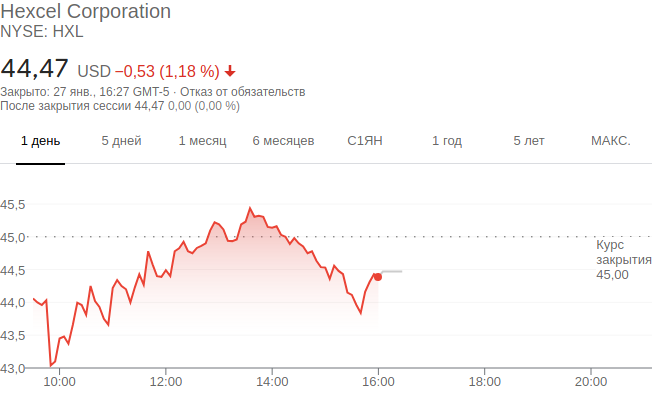 Hexcel Corporation
NYSE: HXL
44,47 USD −0,53 (1,18 %)
Закрыто: 27 янв., 16:27 GMT-5 · Отказ от обязательств
После закрытия сессии 44,47 0,00 (0,00 %)
1 день 5 дней 1 месяц 6 месяцев С1ЯН 1 год 5 лет МАКС.
45,5
45,0
Курс
закрытия
45,00
44,5
44,0
43,5
43,0
10:00 12:00 14:00 16:00 18:00 20:00